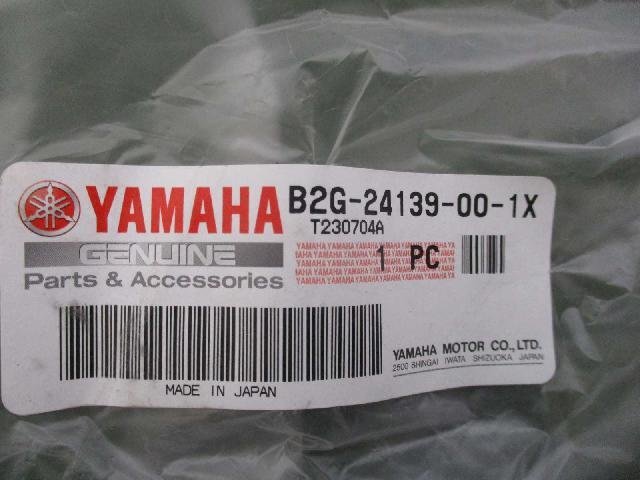 YAMAHA
B2G-24139-00-1X
T230704A
GENUINE
Parts & Accessories
1 PC
YAMAHA MOTOR CO., LTD.
2500 SHINGAI IWATA SHIZUOKA JAPAN
MADE IN JAPAN